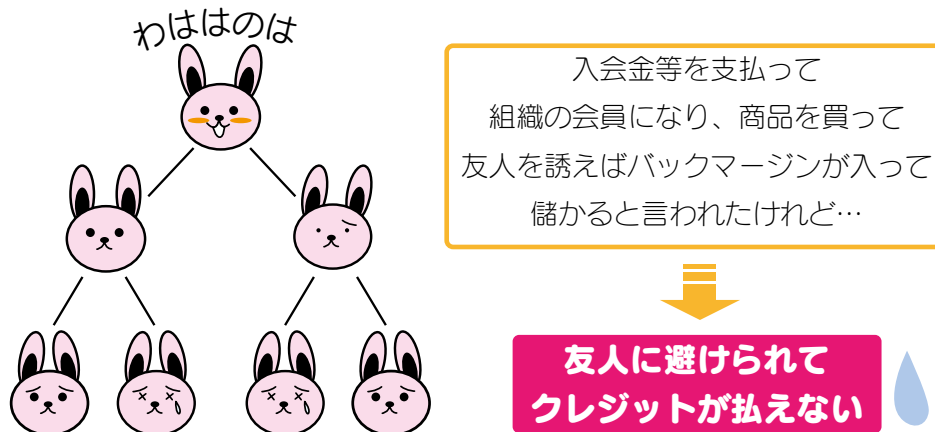 わははのは
入会金等を支払って
組織の会員になり、商品を買って
友人を誘えばバックマージンが入って
儲かると言われたけれど…
友人に避けられて
クレジットが払えない